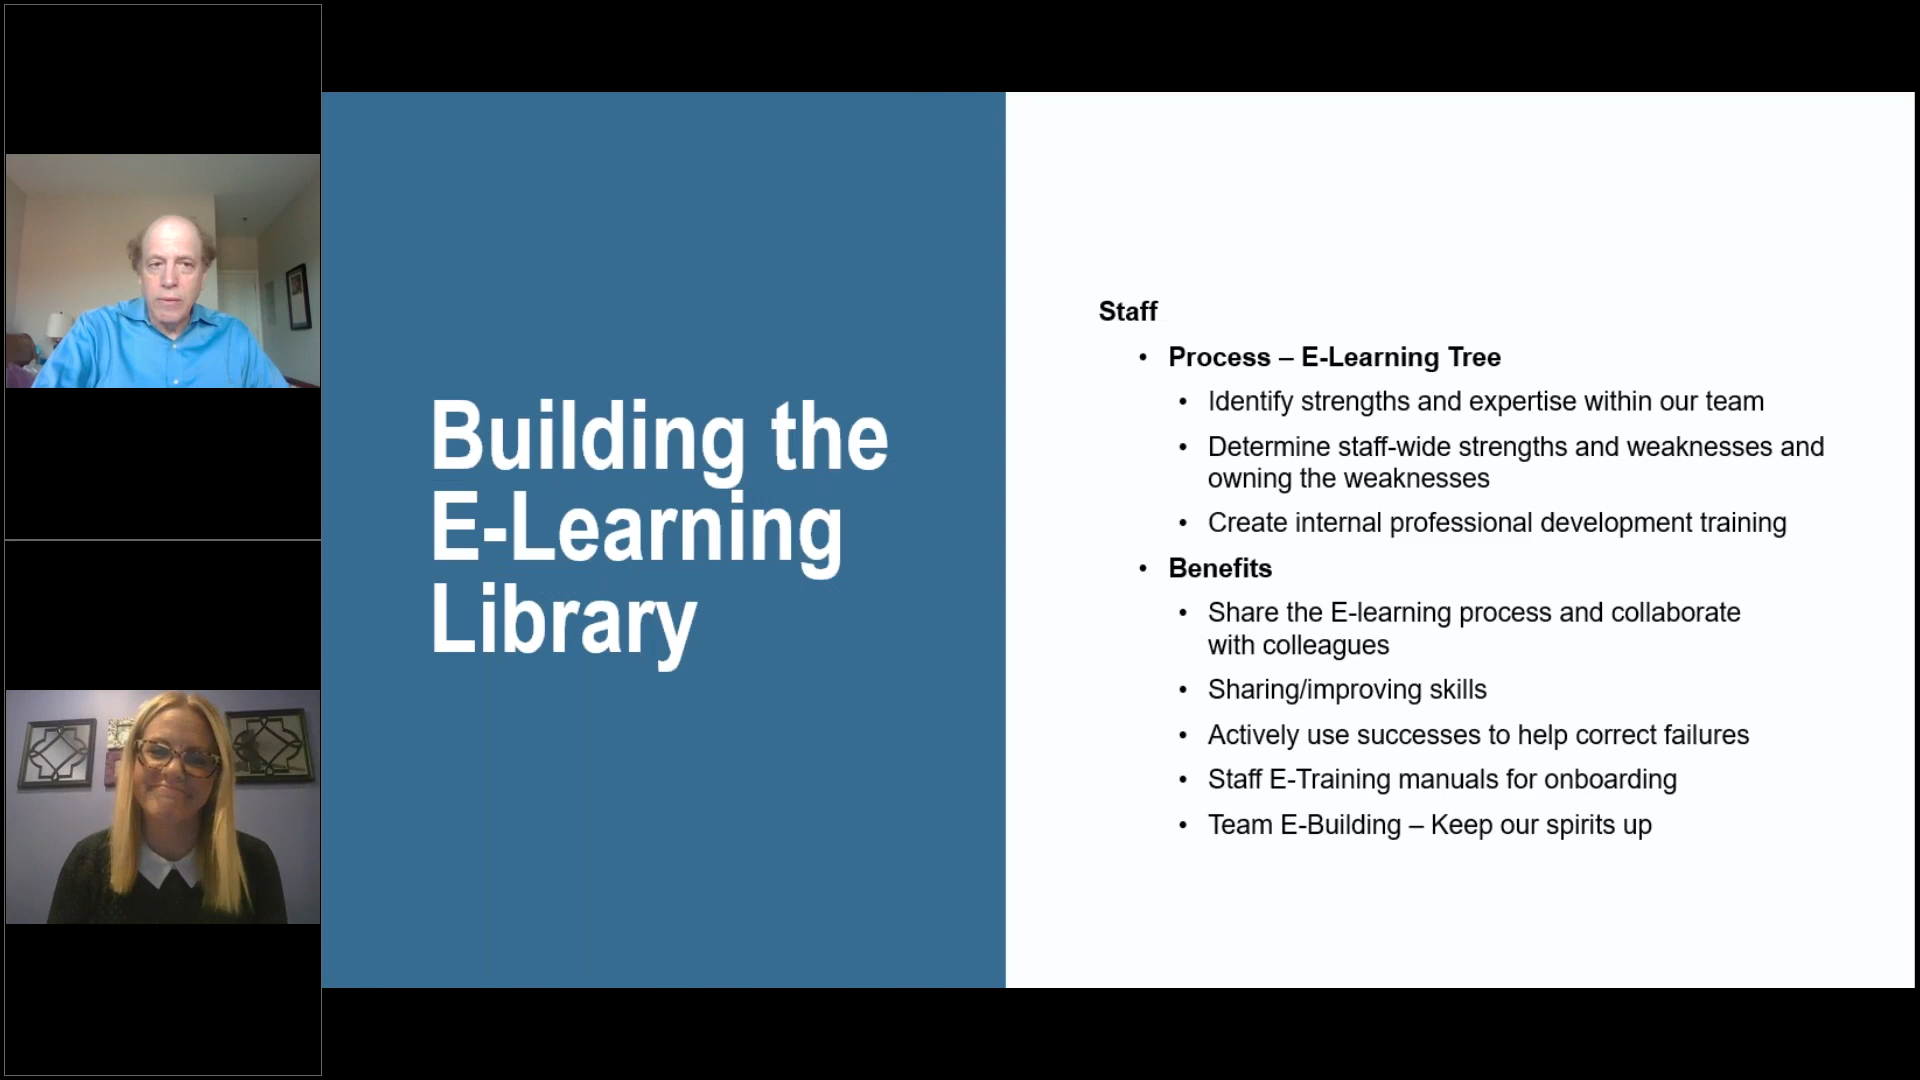 Building the
E-Learning
Library
Staff
• Process – E-Learning Tree
• Identify strengths and expertise within our team
• Determine staff-wide strengths and weaknesses and
owning the weaknesses
• Create internal professional development training
• Benefits
• Share the E-learning process and collaborate
with colleagues
• Sharing/improving skills
• Actively use successes to help correct failures
• Staff E-Training manuals for onboarding
• Team E-Building – Keep our spirits up